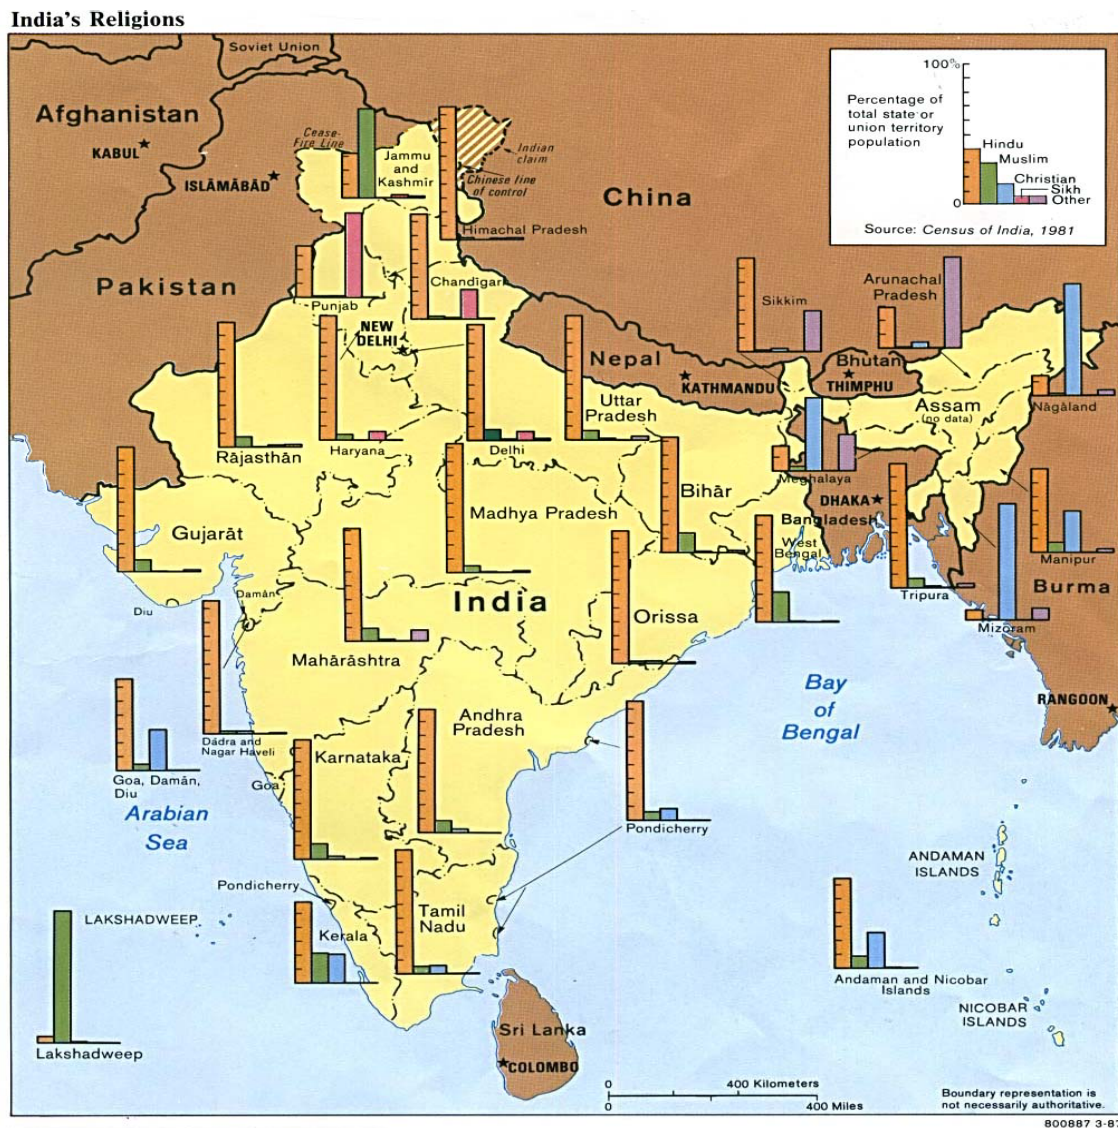 India's Religions
Soviet Union
Afghanistan
KABUL
ISLĀMĀBĀD
Cease-
Fire Line
Jammu
and
Kashmīr
Indian
claim
Chinese line
of control
China
100%
Percentage of
total state or
union territory
population
Hindu
Muslim
Christian
Sikh
Other
0
Source: Census of India, 1981
Himachal Pradesh
Pakistan
Punjab
Chandīgarh
NEW
DELHI
Sikkim
Arunachal
Pradesh
Nepal
KATHMANDU
Bhutan
THIMPHU
Rājasthān
Haryana
Delhi
Uttar
Pradesh
Assam
(no data)
Nāgāland
Meghalaya
Gujarāt
Madhya Pradesh
Bihār
DHAKA
Bangladesh
West
Bengal
Manipur
Burma
Tripura
Mizoram
Diu
Damān
India
Orissa
Mahārāshtra
Bay
of
Bengal
RANGOON
Dādra and
Nagar Haveli
Andhra
Pradesh
Karnataka
Goa, Damān,
Diu
Goa
Arabian
Sea
Pondicherry
ANDAMAN
ISLANDS
Pondicherry
LAKSHADWEEP
Kerala
Tamil
Nadu
Andaman and Nicobar
Islands
NICOBAR
ISLANDS
Lakshadweep
Sri Lanka
COLOMBO
0 400 Kilometers
0 400 Miles
Boundary representation is
not necessarily authoritative.